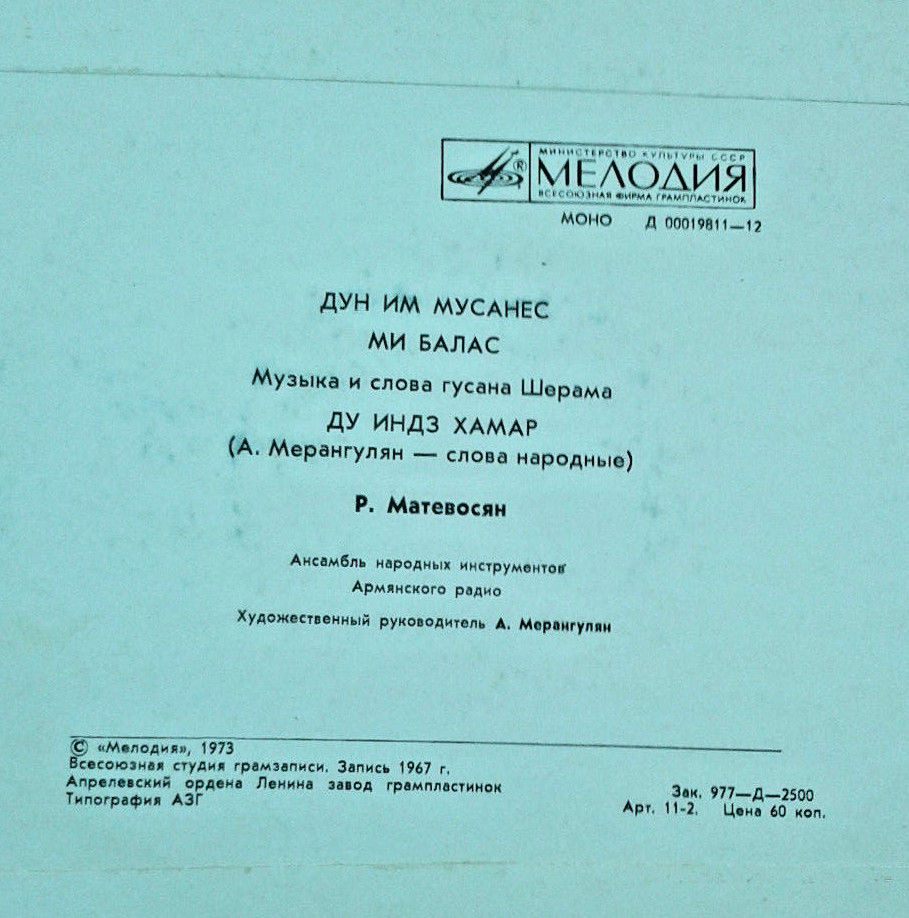 МИНИСТЕРСТВО КУЛЬТУРЫ СССР
® МЕЛОДИЯ
ВСЕСОЮЗНАЯ ФИРМА ГРАМПЛАСТИНОК
МОНО Д 00019811—12
ДУН ИМ МУСАНЕС
МИ БАЛАС
Музыка и слова гусана Шерама
ДУ ИНДЗ ХАМАР
(А. Мерангулян — слова народные)
Р. Матевосян
Ансамбль народных инструментов
Армянского радио
Художественный руководитель А. Мерангулян
© «Мелодия», 1973
Всесоюзная студия грамзаписи. Запись 1967 г.
Апрелевский ордена Ленина завод грампластинок
Типография АЗГ
Зак. 977—Д—2500
Арт. 11-2. Цена 60 коп.